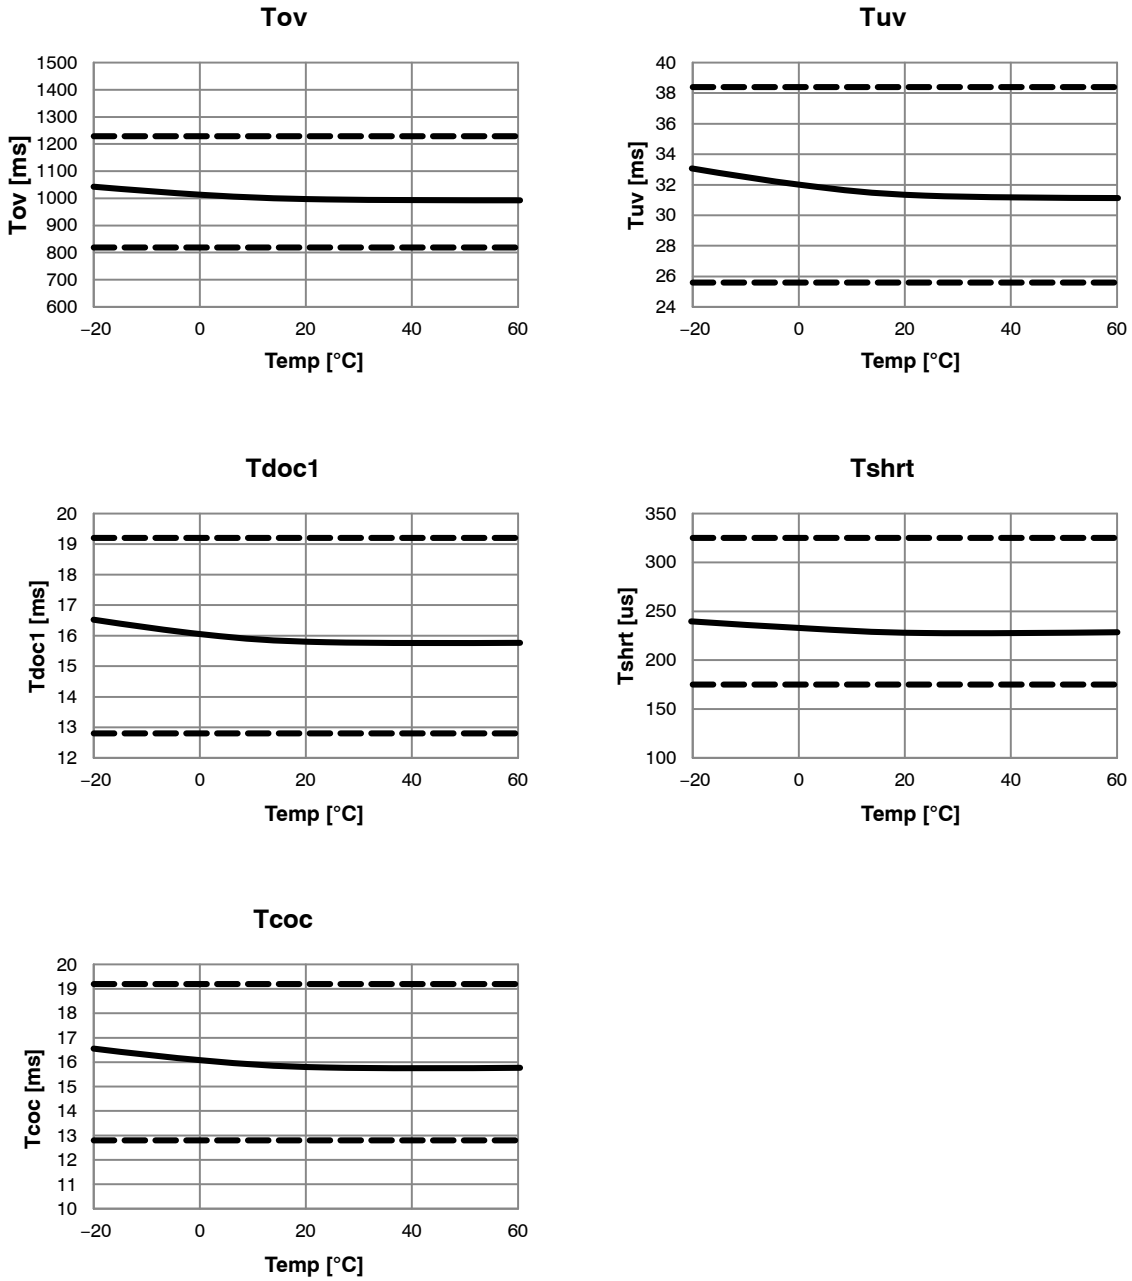 Tov
Tov [ms]
1500
1400
1300
1200
1100
1000
900
800
700
600
−20 0 20 40 60
Temp [°C]
Tuv
Tuv [ms]
40
38
36
34
32
30
28
26
24
−20 0 20 40 60
Temp [°C]
Tdoc1
Tdoc1 [ms]
20
19
18
17
16
15
14
13
12
−20 0 20 40 60
Temp [°C]
Tshrt
Tshrt [us]
350
300
250
200
150
100
−20 0 20 40 60
Temp [°C]
Tcoc
Tcoc [ms]
20
19
18
17
16
15
14
13
12
11
10
−20 0 20 40 60
Temp [°C]